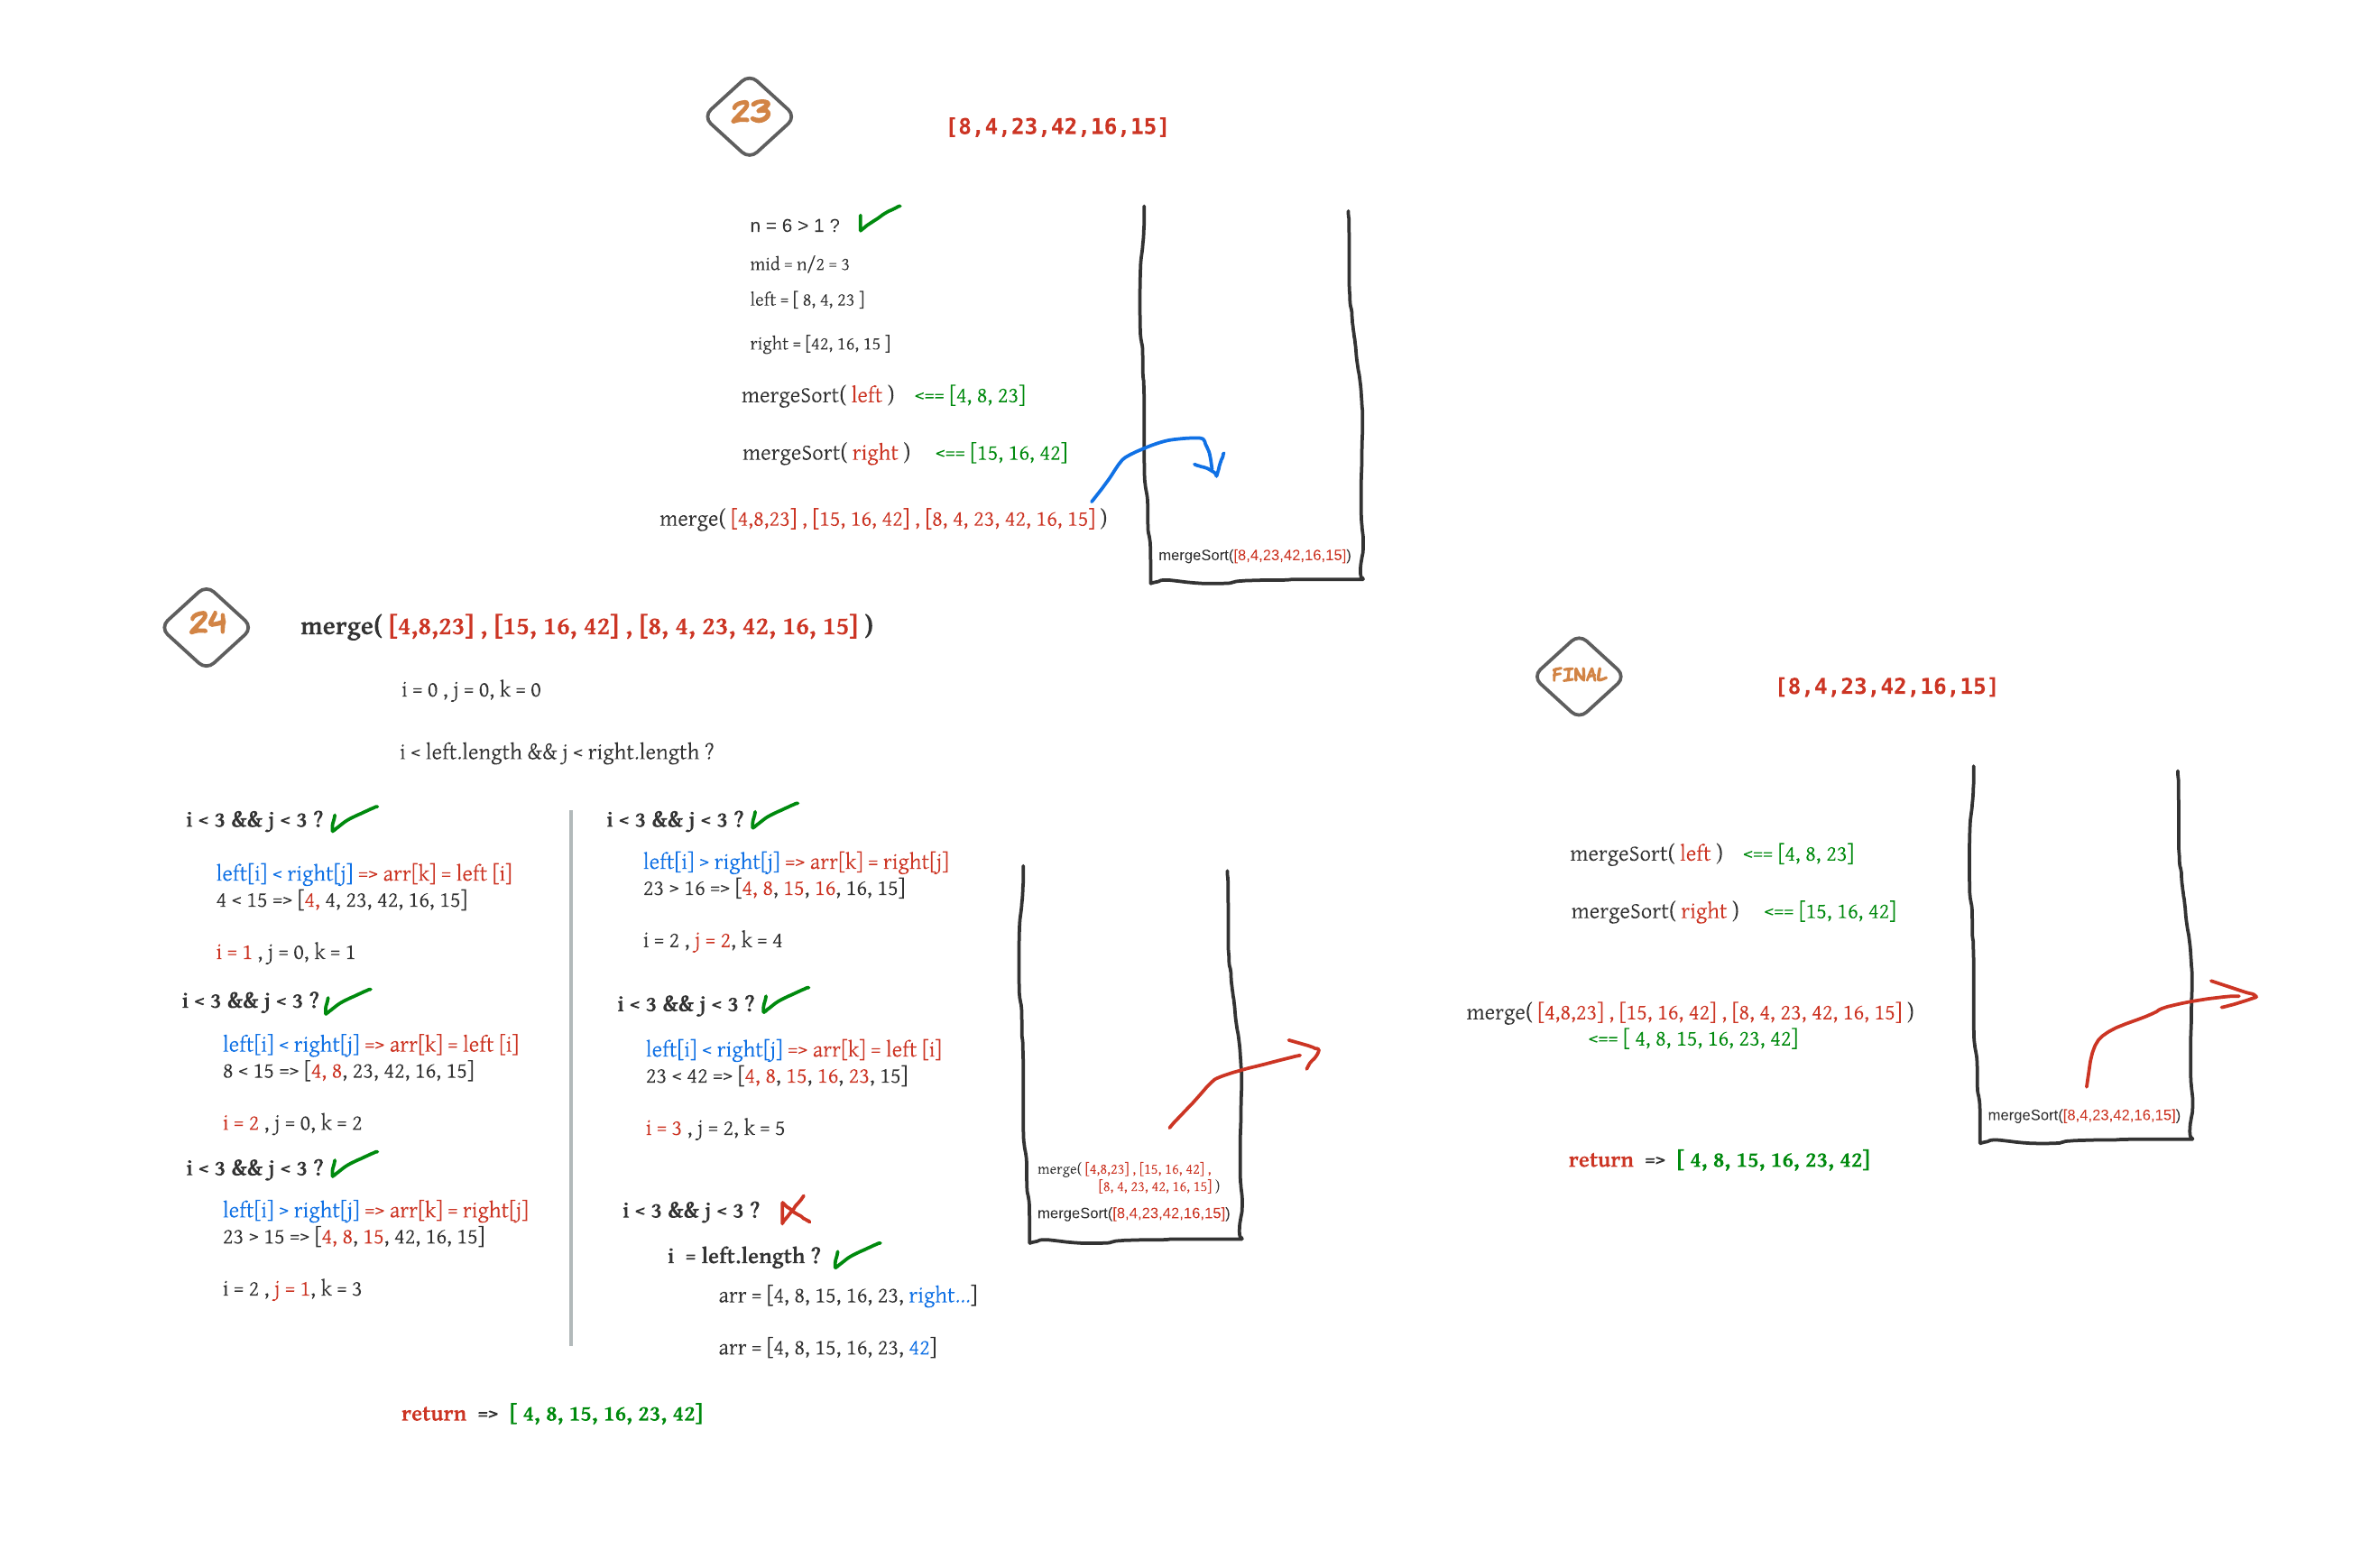 23
[8,4,23,42,16,15]
n = 6 > 1 ?
mid = n/2 = 3
left = [ 8, 4, 23 ]
right = [42, 16, 15 ]
mergeSort( left ) <== [4, 8, 23]
mergeSort( right ) <== [15, 16, 42]
merge( [4,8,23] , [15, 16, 42] , [8, 4, 23, 42, 16, 15] )
mergeSort([8,4,23,42,16,15])
24
merge( [4,8,23] , [15, 16, 42] , [8, 4, 23, 42, 16, 15] )
i = 0 , j = 0, k = 0
i < left.length && j < right.length ?
i < 3 && j < 3 ?
left[i] < right[j] => arr[k] = left [i]
4 < 15 => [4, 4, 23, 42, 16, 15]
i = 1 , j = 0, k = 1
i < 3 && j < 3 ?
left[i] < right[j] => arr[k] = left [i]
8 < 15 => [4, 8, 23, 42, 16, 15]
i = 2 , j = 0, k = 2
i < 3 && j < 3 ?
left[i] > right[j] => arr[k] = right[j]
23 > 15 => [4, 8, 15, 42, 16, 15]
i = 2 , j = 1, k = 3
i < 3 && j < 3 ?
left[i] > right[j] => arr[k] = right[j]
23 > 16 => [4, 8, 15, 16, 16, 15]
i = 2 , j = 2, k = 4
i < 3 && j < 3 ?
left[i] < right[j] => arr[k] = left [i]
23 < 42 => [4, 8, 15, 16, 23, 15]
i = 3 , j = 2, k = 5
i < 3 && j < 3 ?
i = left.length ?
arr = [4, 8, 15, 16, 23, right...]
arr = [4, 8, 15, 16, 23, 42]
return => [ 4, 8, 15, 16, 23, 42]
merge( [4,8,23] , [15, 16, 42] ,
[8, 4, 23, 42, 16, 15] )
mergeSort([8,4,23,42,16,15])
FINAL
[8,4,23,42,16,15]
mergeSort( left ) <== [4, 8, 23]
mergeSort( right ) <== [15, 16, 42]
merge( [4,8,23] , [15, 16, 42] , [8, 4, 23, 42, 16, 15] )
<== [ 4, 8, 15, 16, 23, 42]
mergeSort([8,4,23,42,16,15])
return => [ 4, 8, 15, 16, 23, 42]